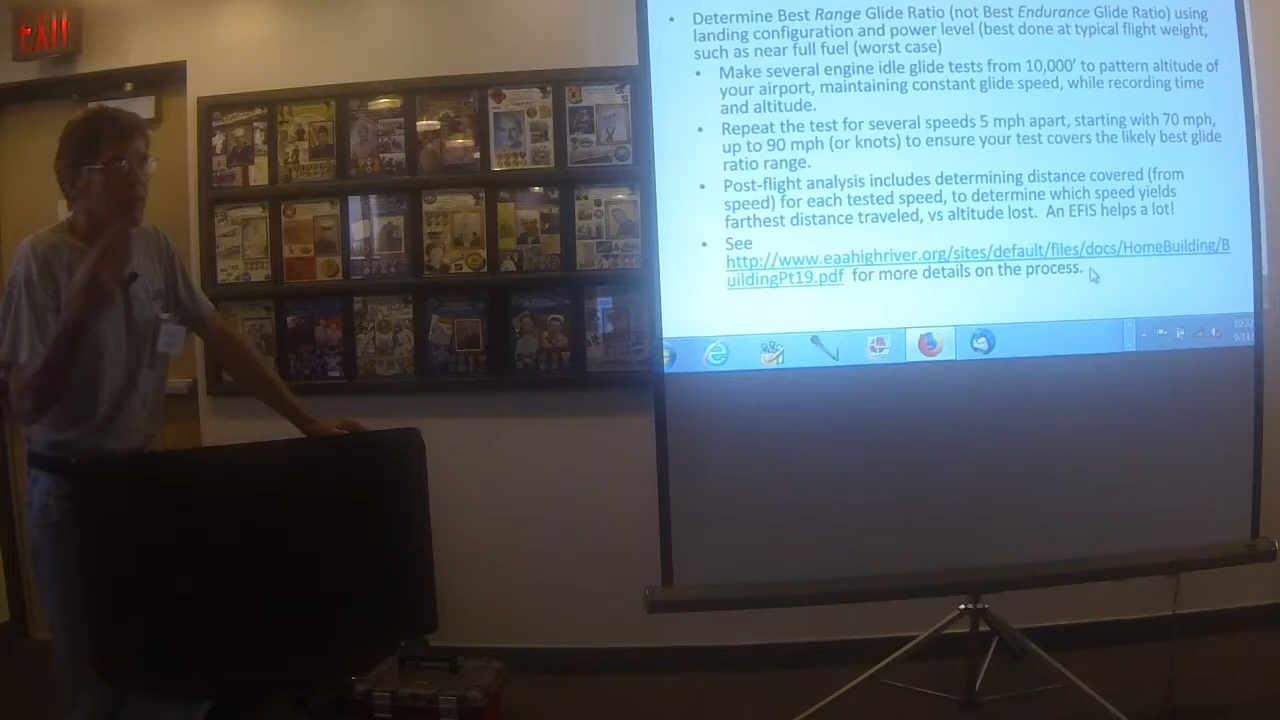 EXIT
• Determine Best Range Glide Ratio (not Best Endurance Glide Ratio) using
landing configuration and power level (best done at typical flight weight,
such as near full fuel (worst case)
• Make several engine idle glide tests from 10,000' to pattern altitude of
your airport, maintaining constant glide speed, while recording time
and altitude.
• Repeat the test for several speeds 5 mph apart, starting with 70 mph,
up to 90 mph (or knots) to ensure your test covers the likely best glide
ratio range.
• Post-flight analysis includes determining distance covered (from
speed) for each tested speed, to determine which speed yields
farthest distance traveled, vs altitude lost. An EFIS helps a lot!
• See
http://www.eaahighriver.org/sites/default/files/docs/HomeBuilding/B
uildingPt19.pdf for more details on the process.